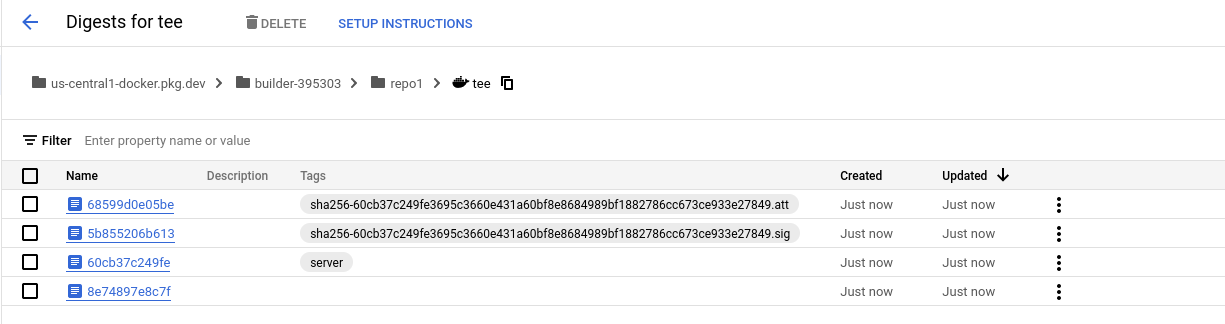 Digests for tee DELETE SETUP INSTRUCTIONS
us-central1-docker.pkg.dev builder-395303 repo1 tee
Filter Enter property name or value
Name Description Tags Created Updated
68599d0e05be sha256-60cb37c249fe3695c3660e431a60bf8e8684989bf1882786cc673ce933e27849.att Just now Just now
5b855206b613 sha256-60cb37c249fe3695c3660e431a60bf8e8684989bf1882786cc673ce933e27849.sig Just now Just now
60cb37c249fe server Just now Just now
8e74897e8c7f Just now Just now